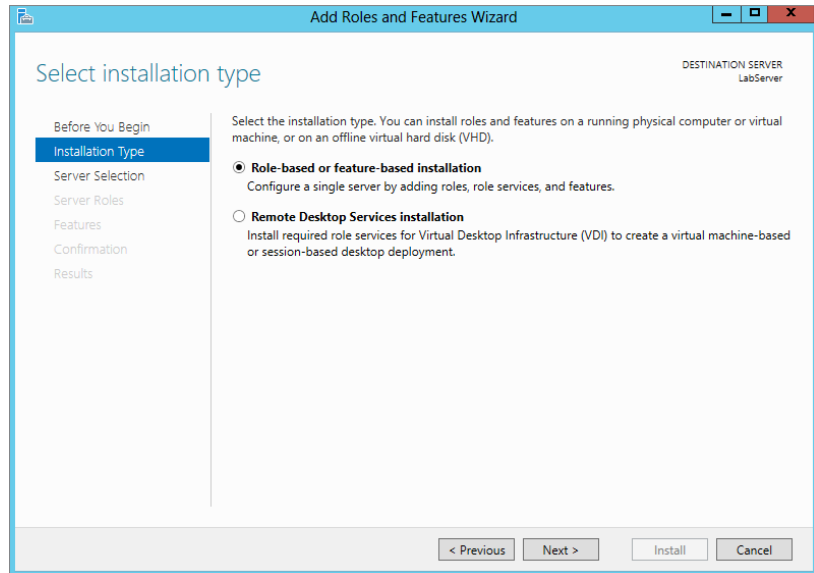 Add Roles and Features Wizard
Select installation type
DESTINATION SERVER
LabServer
Before You Begin
Installation Type
Server Selection
Server Roles
Features
Confirmation
Results
Select the installation type. You can install roles and features on a running physical computer or virtual
machine, or on an offline virtual hard disk (VHD).
Role-based or feature-based installation
Configure a single server by adding roles, role services, and features.
Remote Desktop Services installation
Install required role services for Virtual Desktop Infrastructure (VDI) to create a virtual machine-based
or session-based desktop deployment.
< Previous
Next >
Install
Cancel